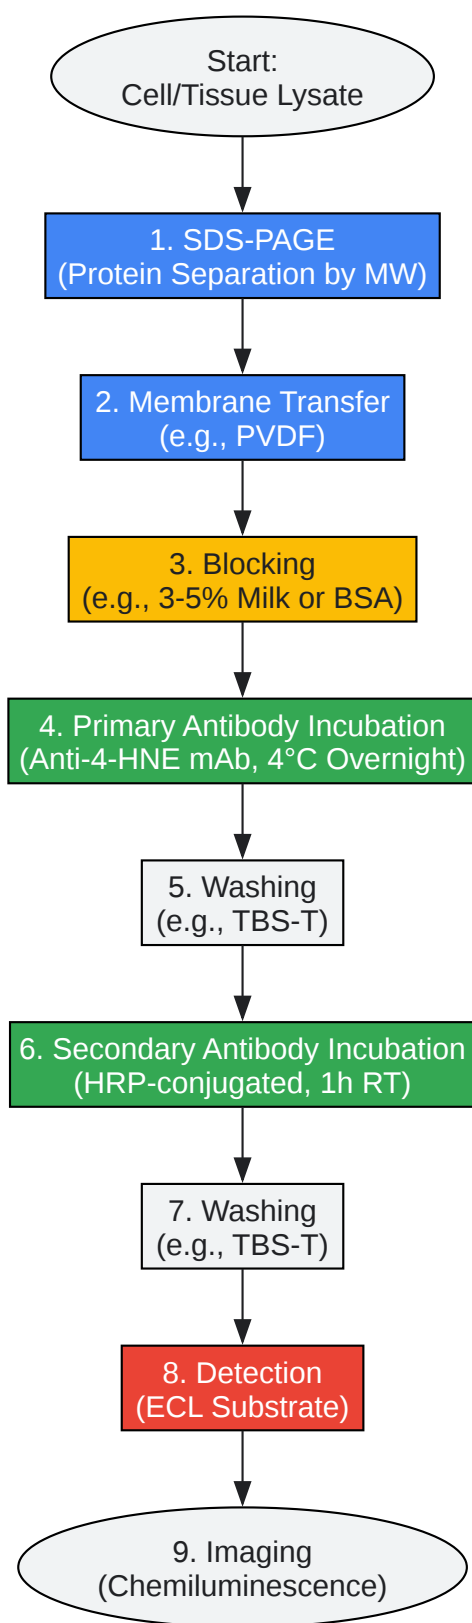 Start:
Cell/Tissue Lysate
1. SDS-PAGE
(Protein Separation by MW)
2. Membrane Transfer
(e.g., PVDF)
3. Blocking
(e.g., 3-5% Milk or BSA)
4. Primary Antibody Incubation
(Anti-4-HNE mAb, 4°C Overnight)
5. Washing
(e.g., TBS-T)
6. Secondary Antibody Incubation
(HRP-conjugated, 1h RT)
7. Washing
(e.g., TBS-T)
8. Detection
(ECL Substrate)
9. Imaging
(Chemiluminescence)